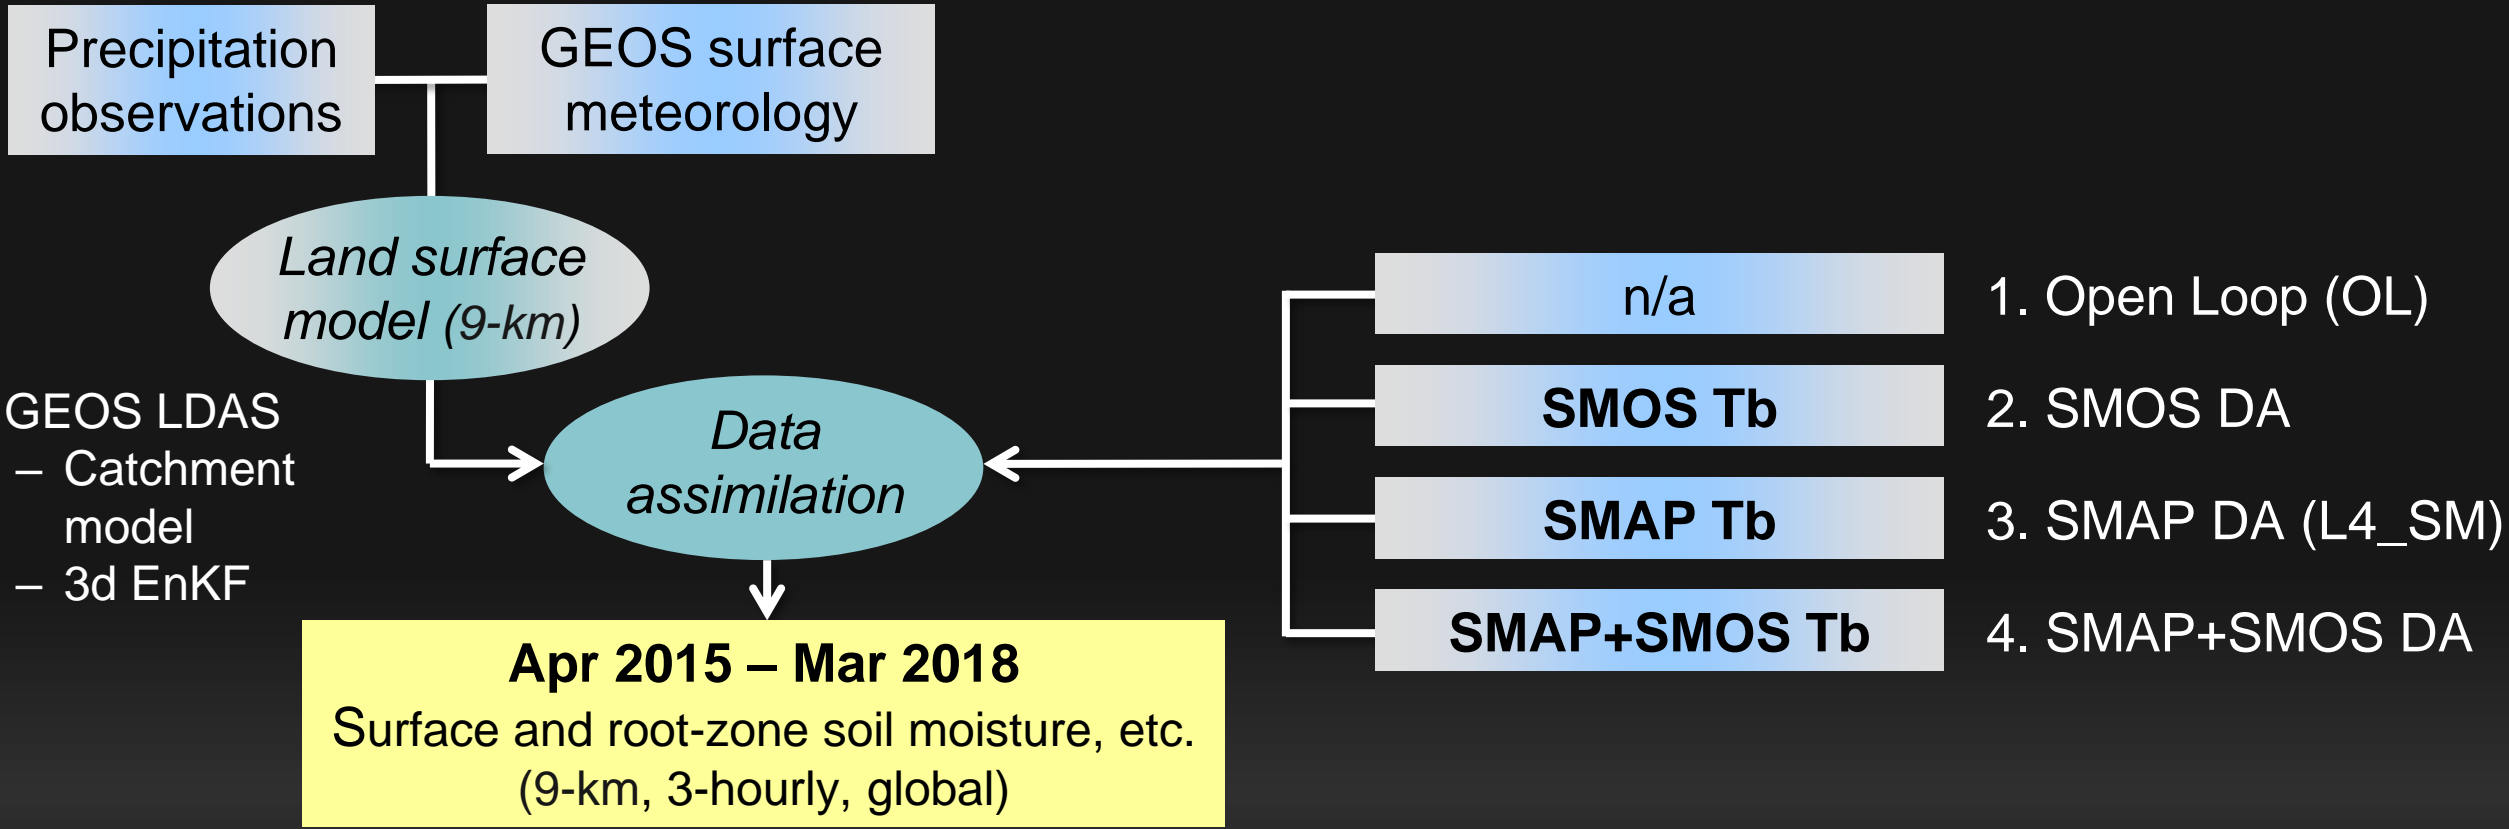 Precipitation
observations
GEOS surface
meteorology
Land surface
model (9-km)
GEOS LDAS
– Catchment
model
– 3d EnKF
Data
assimilation
n/a
1. Open Loop (OL)
SMOS Tb
2. SMOS DA
SMAP Tb
3. SMAP DA (L4_SM)
SMAP+SMOS Tb
4. SMAP+SMOS DA
Apr 2015 – Mar 2018
Surface and root-zone soil moisture, etc.
(9-km, 3-hourly, global)